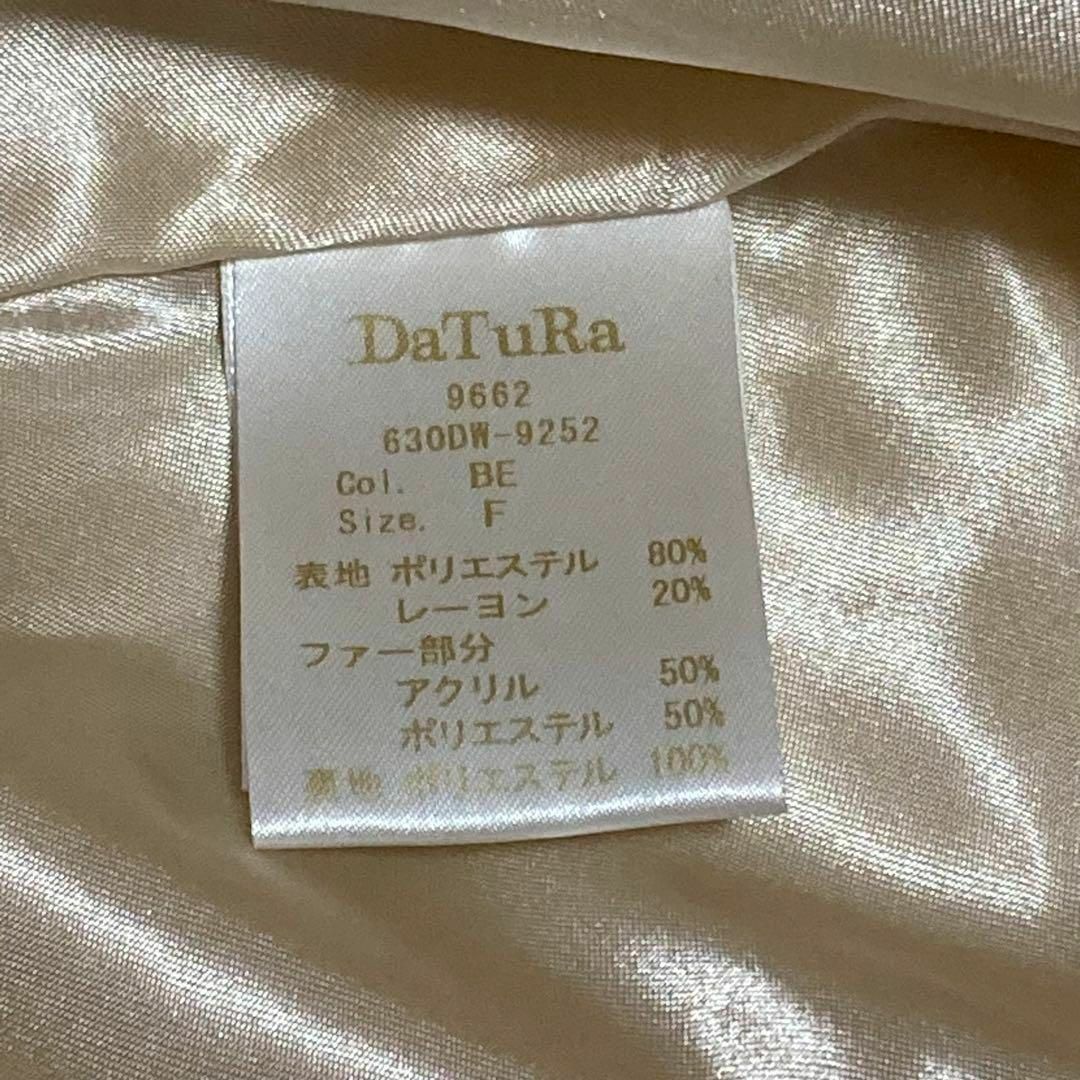 DaTuRa
9662
630DW-9252
Col. BE
Size. F
表地 ポリエステル 80%
レーヨン 20%
ファー部分
アクリル 50%
ポリエステル 50%
裏地 ポリエステル 100%